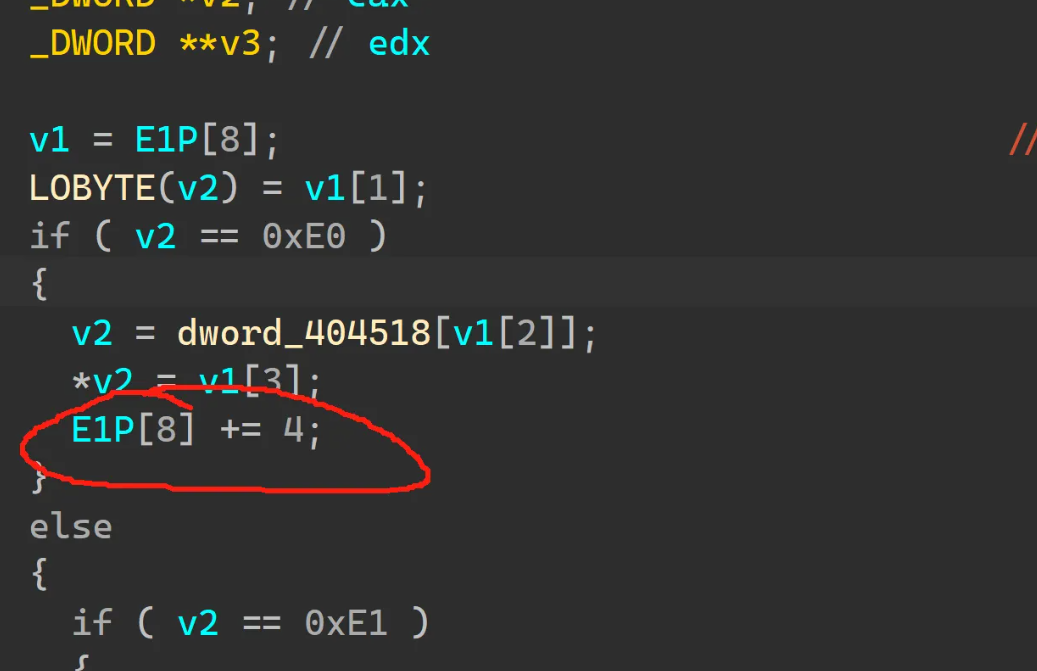 _DWORD *v2; // eax
_DWORD **v3; // edx
v1 = E1P[8]; //
LOBYTE(v2) = v1[1];
if ( v2 == 0xE0 )
{
v2 = dword_404518[v1[2]];
*v2 = v1[3];
E1P[8] += 4;
}
else
{
if ( v2 == 0xE1 )
{